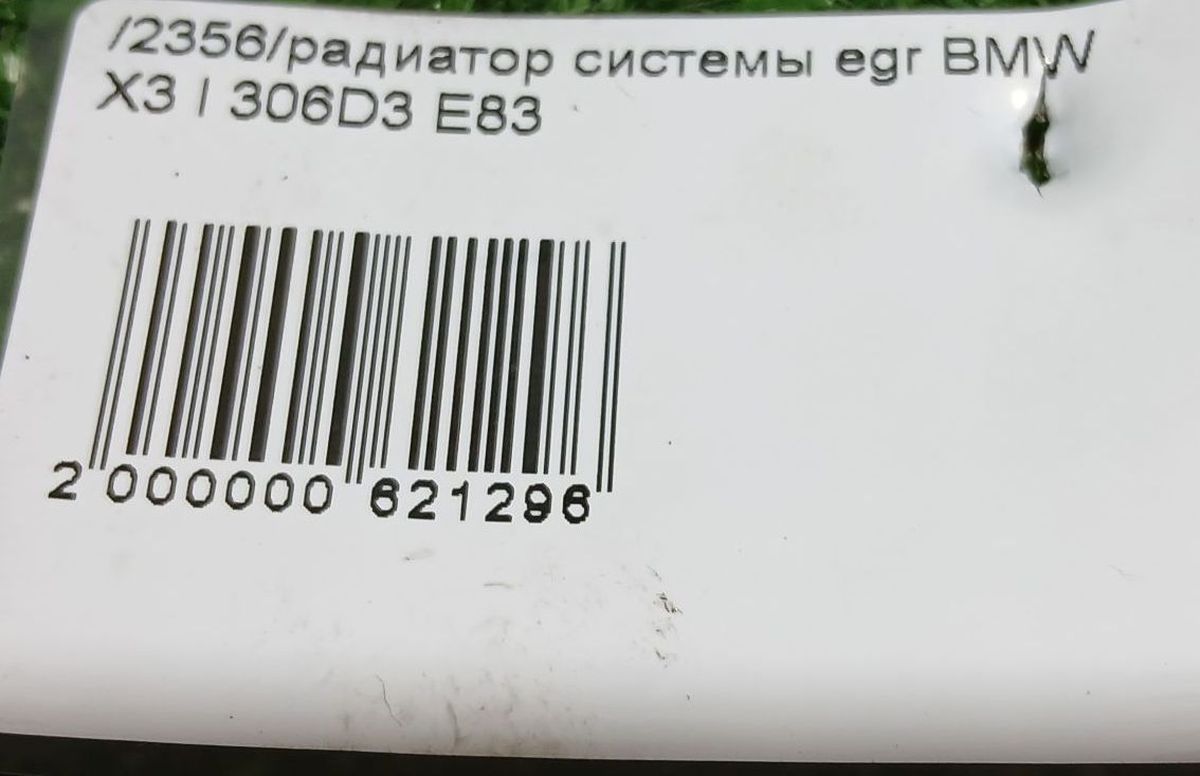 /2356/радиатор системы egr BMW
X3 I 306D3 E83
2 000000 621296